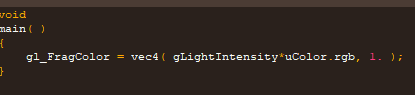 void
main( )
{
gl_FragColor = vec4( gLightIntensity*uColor.rgb, 1. );
}